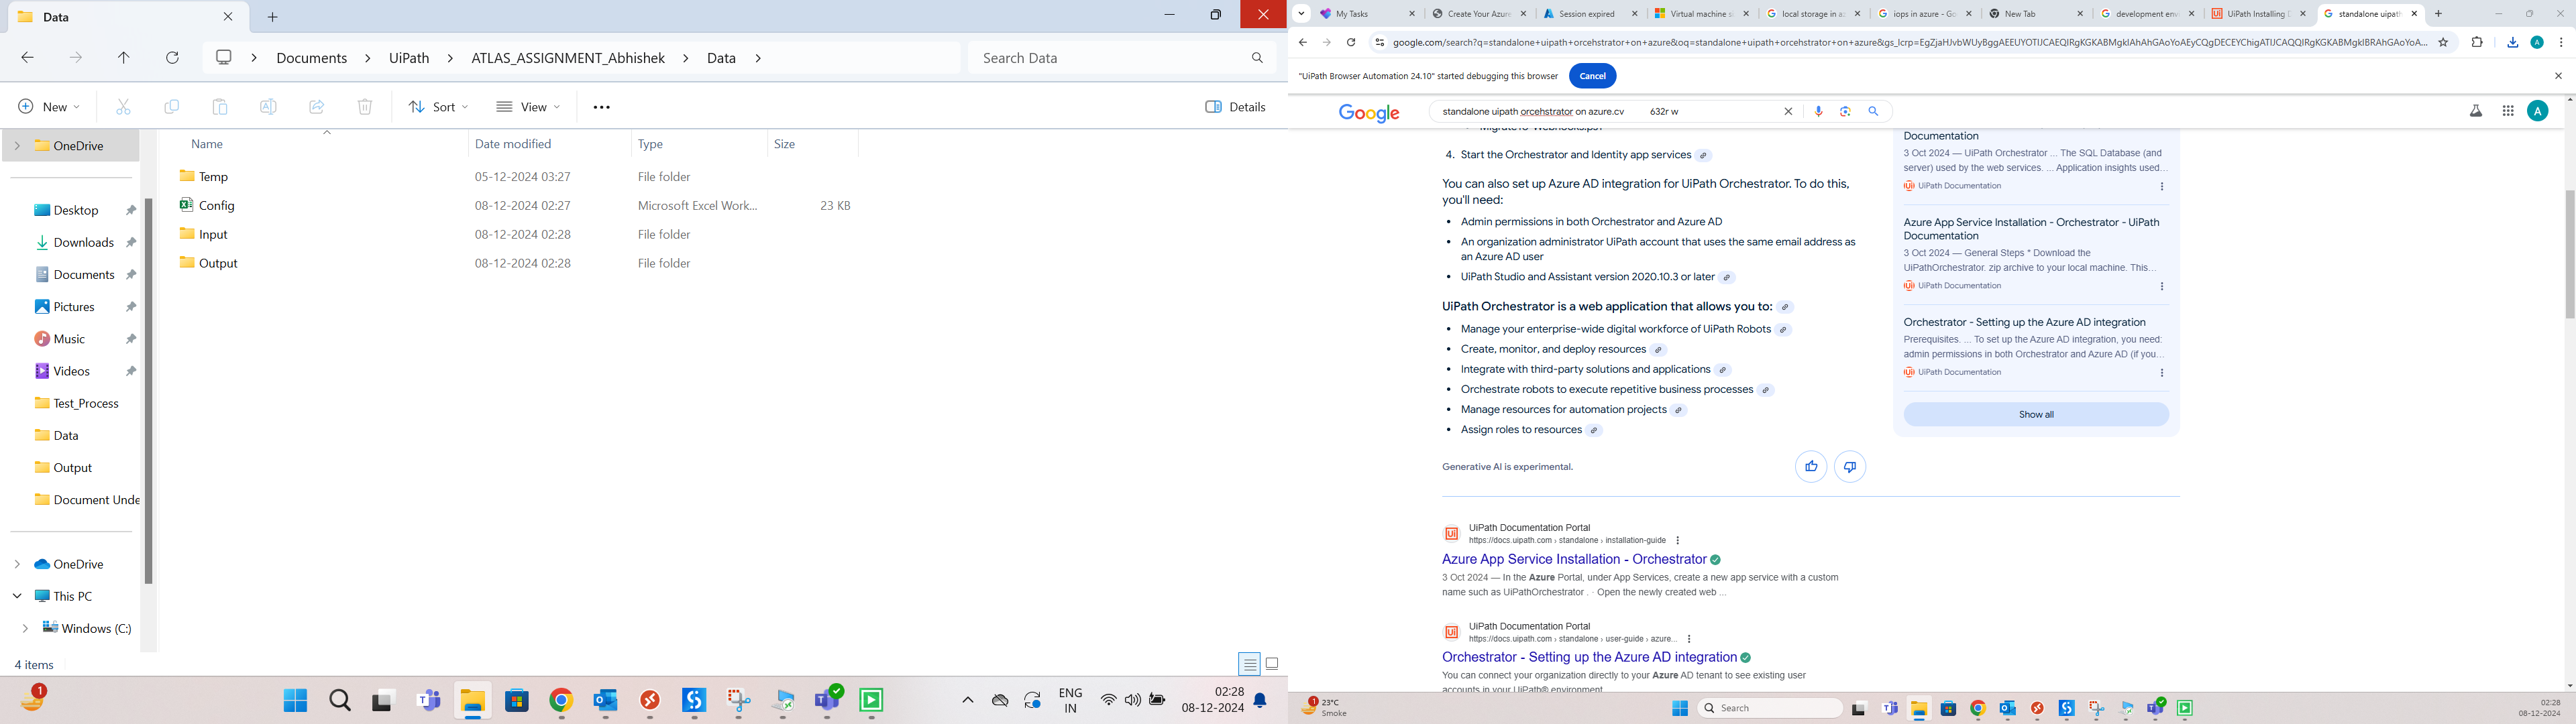 Data
Documents > UiPath > ATLAS_ASSIGNMENT_Abhishek > Data >
Search Data
New
Sort
View
Details
OneDrive
Desktop
Downloads
Documents
Pictures
Music
Videos
Test_Process
Data
Output
Document Unde
OneDrive
This PC
Windows (C:)
Name Date modified Type Size
Temp 05-12-2024 03:27 File folder
Config 08-12-2024 02:27 Microsoft Excel Work... 23 KB
Input 08-12-2024 02:28 File folder
Output 08-12-2024 02:28 File folder
4 items
1
ENG
IN
02:28
08-12-2024
My Tasks
Create Your Azure
Session expired
Virtual machine s
local storage in az
iops in azure - Go
New Tab
development env
UiPath Installing D
standalone uipath
"UiPath Browser Automation 24.10" started debugging this browser
Cancel
Google
standalone uipath orcehstrator on azure.cv 632r w
A
4. Start the Orchestrator and Identity app services
You can also set up Azure AD integration for UiPath Orchestrator. To do this,
you'll need:
• Admin permissions in both Orchestrator and Azure AD
• An organization administrator UiPath account that uses the same email address as
an Azure AD user
• UiPath Studio and Assistant version 2020.10.3 or later
UiPath Orchestrator is a web application that allows you to:
• Manage your enterprise-wide digital workforce of UiPath Robots
• Create, monitor, and deploy resources
• Integrate with third-party solutions and applications
• Orchestrate robots to execute repetitive business processes
• Manage resources for automation projects
• Assign roles to resources
Generative AI is experimental.
Documentation
3 Oct 2024 — UiPath Orchestrator ... The SQL Database (and
server) used by the web services. ... Application insights used...
UiPath Documentation
Azure App Service Installation - Orchestrator - UiPath
Documentation
3 Oct 2024 — General Steps * Download the
UiPathOrchestrator. zip archive to your local machine. This...
UiPath Documentation
Orchestrator - Setting up the Azure AD integration
Prerequisites. ... To set up the Azure AD integration, you need:
admin permissions in both Orchestrator and Azure AD (if you...
UiPath Documentation
Show all
UiPath Documentation Portal
https://docs.uipath.com › standalone › installation-guide
Azure App Service Installation - Orchestrator
3 Oct 2024 — In the Azure Portal, under App Services, create a new app service with a custom
name such as UiPathOrchestrator . · Open the newly created web ...
UiPath Documentation Portal
https://docs.uipath.com › standalone › user-guide › azure...
Orchestrator - Setting up the Azure AD integration
You can connect your organization directly to your Azure AD tenant to see existing user
accounts in your UiPath® environment
1
23°C
Smoke
Search
02:28
08-12-2024